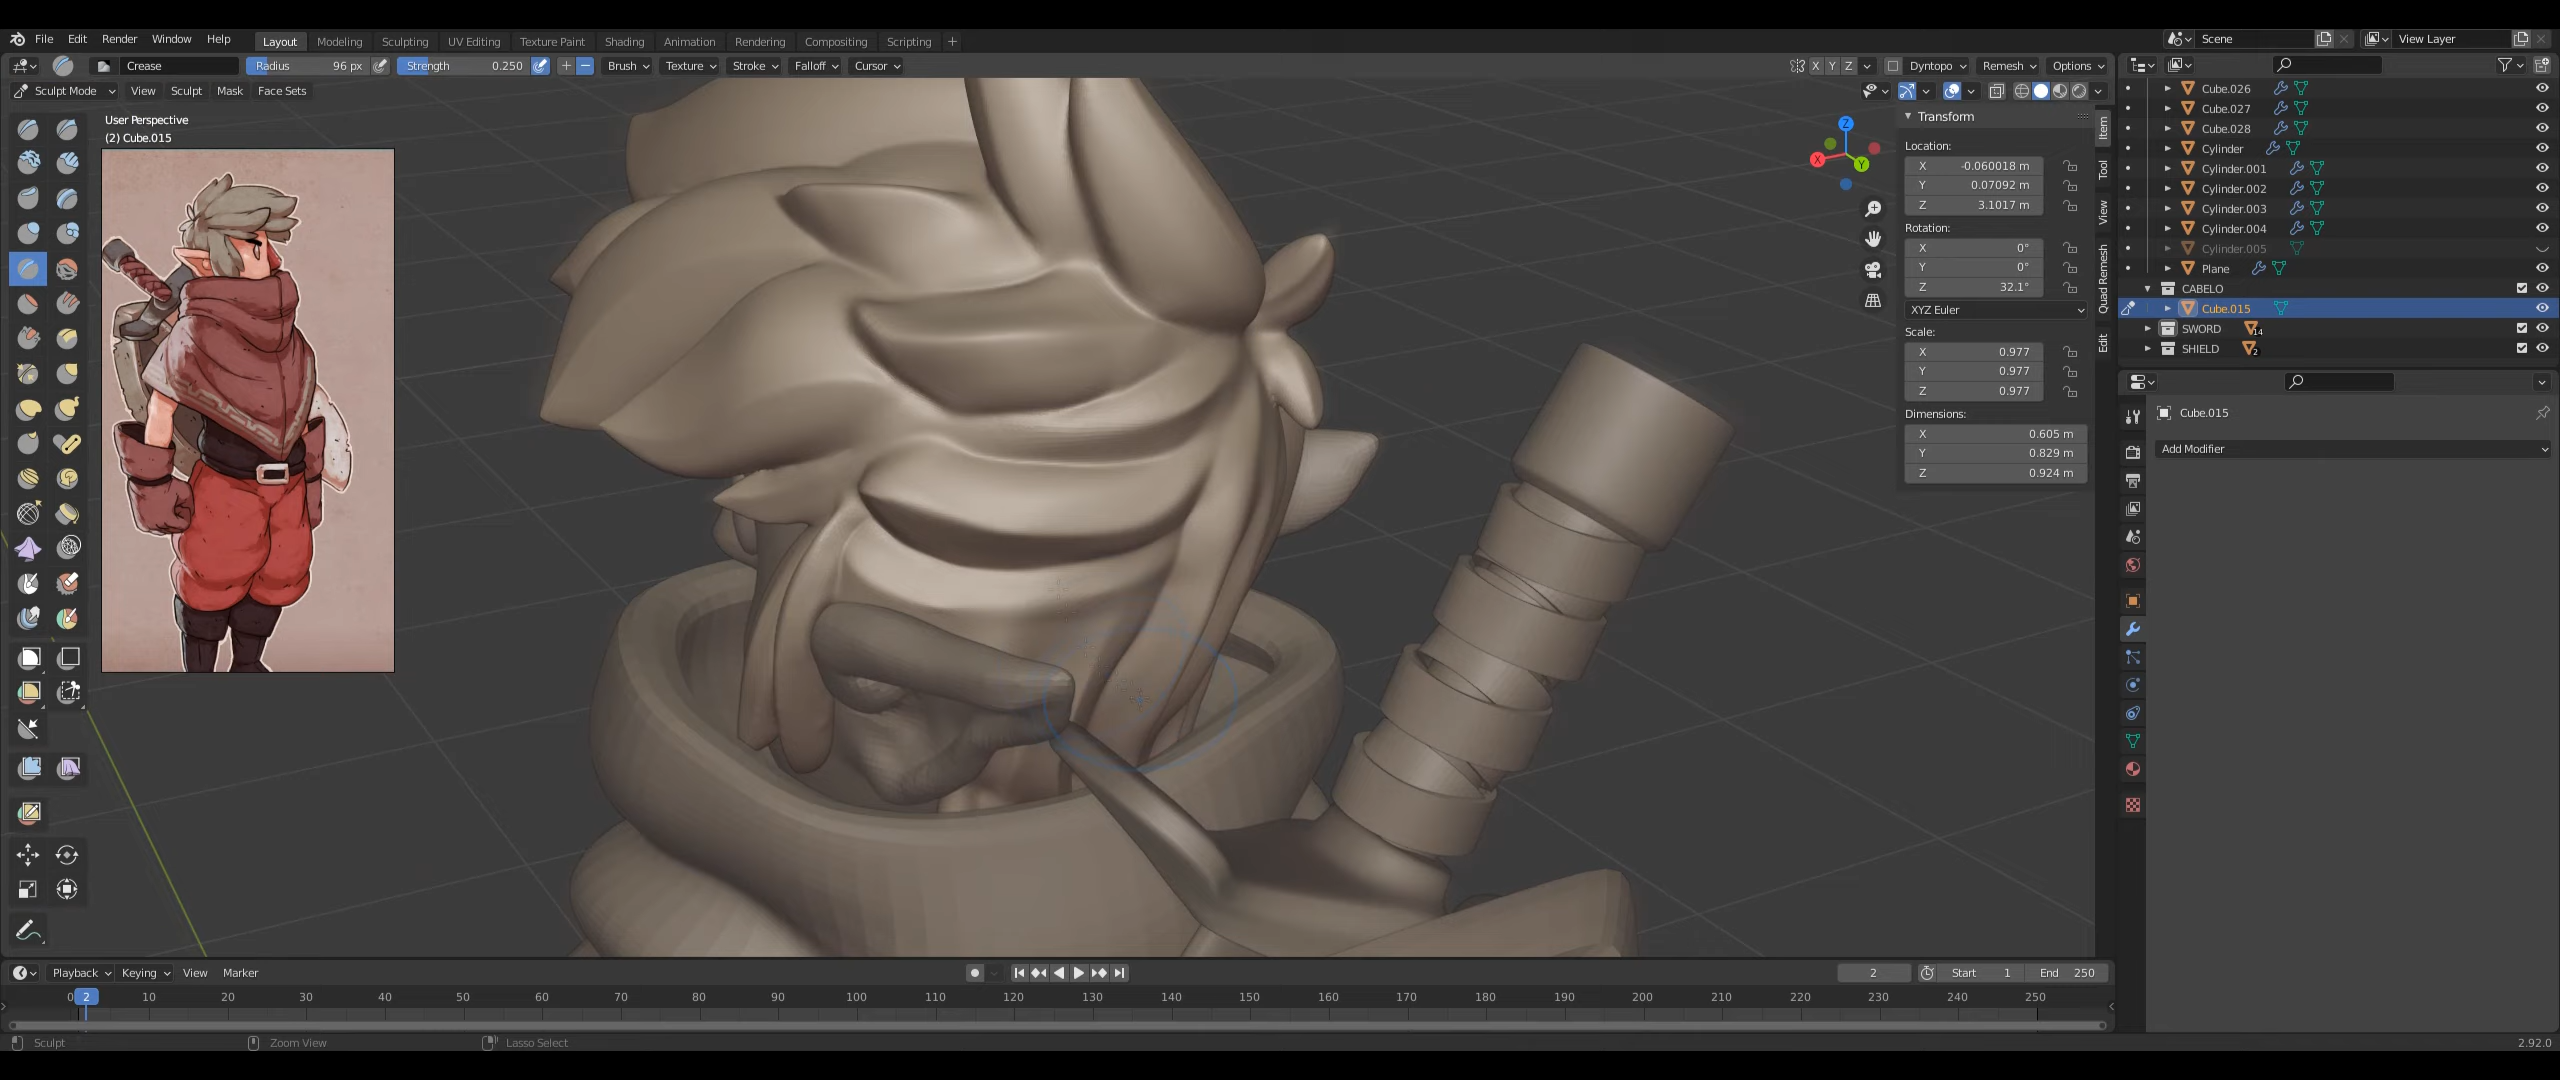 File Edit Render Window Help Layout Modeling Sculpting UV Editing Texture Paint Shading Animation Rendering Compositing Scripting + Scene View Layer
Crease Radius 96 px Strength 0.250 Brush Texture Stroke Falloff Cursor X Y Z Dyntopo Remesh Options
Sculpt Mode View Sculpt Mask Face Sets
User Perspective
(2) Cube.015
Z
X
Y
Transform
Location:
X -0.060018 m
Y 0.07092 m
Z 3.1017 m
Rotation:
X 0°
Y 0°
Z 32.1°
XYZ Euler
Scale:
X 0.977
Y 0.977
Z 0.977
Dimensions:
X 0.605 m
Y 0.829 m
Z 0.924 m
Item
Tool
View
Quad Remesh
Edit
Cube.026
Cube.027
Cube.028
Cylinder
Cylinder.001
Cylinder.002
Cylinder.003
Cylinder.004
Cylinder.005
Plane
CABELO
Cube.015
SWORD 14
SHIELD 2
Cube.015
Add Modifier
Playback Keying View Marker 2 Start 1 End 250
0 2 10 20 30 40 50 60 70 80 90 100 110 120 130 140 150 160 170 180 190 200 210 220 230 240 250
Sculpt Zoom View Lasso Select 2.92.0